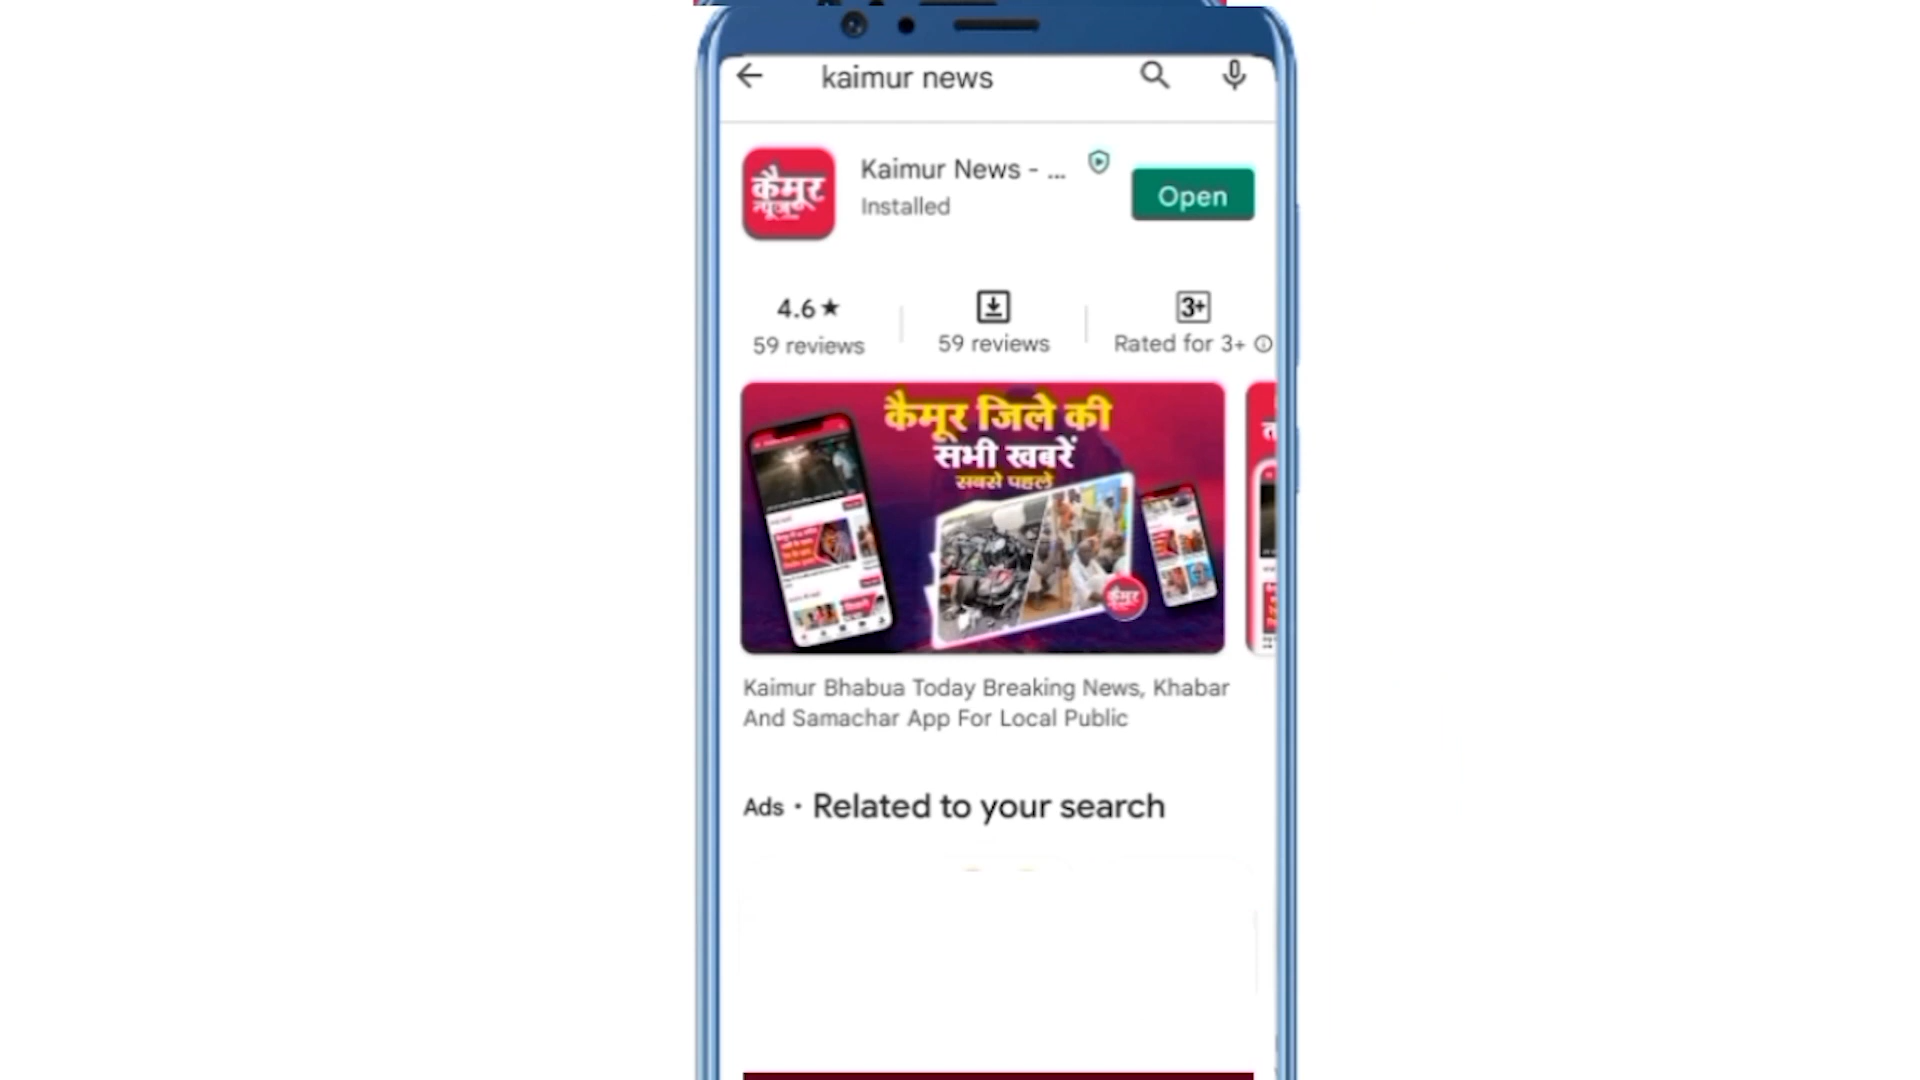 kaimur news
Kaimur News - ...
Installed
Open
कैमूर
न्यूज़
4.6★
59 reviews
59 reviews
3+
Rated for 3+
कैमूर जिले की
सभी खबरें
सबसे पहले
कैमूर
Kaimur Bhabua Today Breaking News, Khabar
And Samachar App For Local Public
Ads · Related to your search